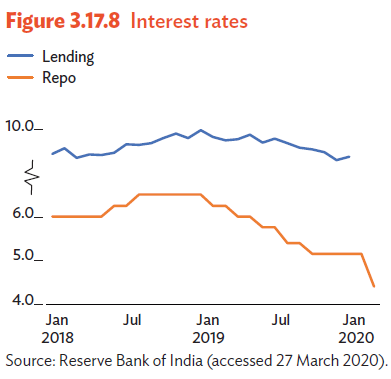 Figure 3.17.8 Interest rates
Lending
Repo
10.0
6.0
5.0
4.0
Jan Jul Jan Jul Jan
2018 2019 2020
Source: Reserve Bank of India (accessed 27 March 2020).